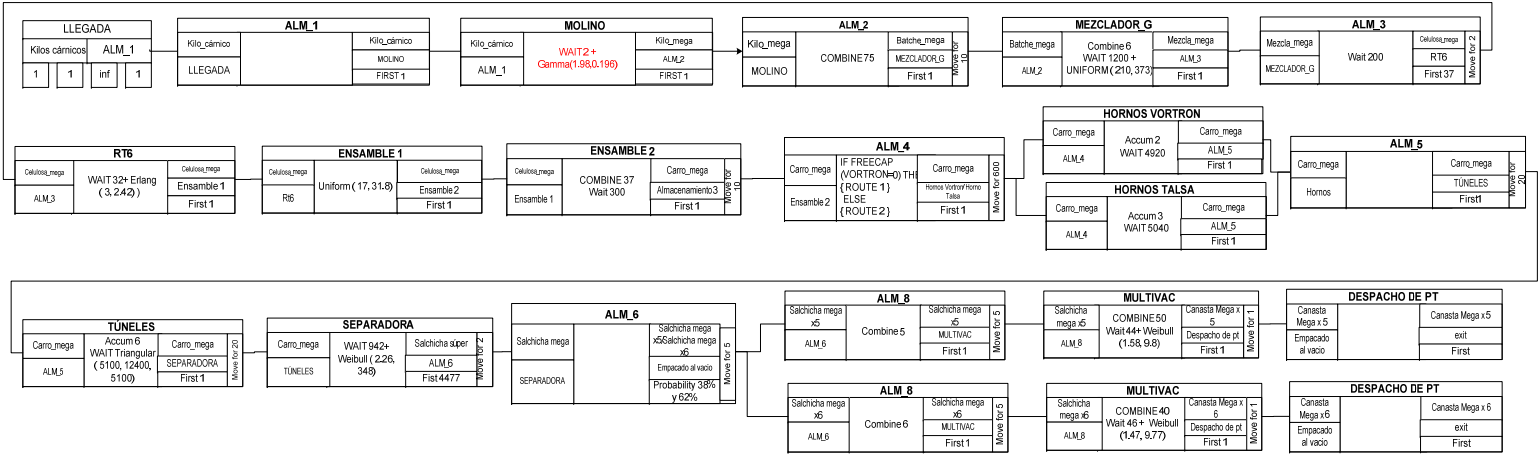 LLEGADA
Kilos cárnicos ALM_1
1 1 inf 1
ALM_1
Kilo_cárnico
LLEGADA
Kilo_cárnico
MOLINO
FIRST 1
MOLINO
Kilo_cárnico
ALM_1
WAIT 2 +
Gamma(1.98,0.196)
Kilo_mega
ALM_2
FIRST 1
ALM_2
Kilo_mega
MOLINO
COMBINE 75
Batche_mega
MEZCLADOR_G
First 1
Move for
10
MEZCLADOR_G
Batche_mega
ALM_2
Combine 6
WAIT 1200 +
UNIFORM ( 210, 373)
Mezcla_mega
ALM_3
First 1
ALM_3
Mezcla_mega
MEZCLADOR_G
Wait 200
Celulosa_mega
RT6
First 37
Move for 2
RT6
Celulosa_mega
ALM_3
WAIT 32+ Erlang
( 3, 2.42)
Celulosa_mega
Ensamble 1
First 1
ENSAMBLE 1
Celulosa_mega
Rt6
Uniform ( 17, 31.8)
Celulosa_mega
Ensamble 2
First 1
ENSAMBLE 2
Celulosa_mega
Ensamble 1
COMBINE 37
Wait 300
Carro_mega
Almacenamiento3
First 1
Move for
10
ALM_4
Carro_mega
Ensamble 2
IF FREECAP
(VORTRON=0) THE
{ ROUTE 1 }
ELSE
{ ROUTE 2 }
Carro_mega
Hornos Vortron/Horno
Talsa
First 1
Move for 600
HORNOS VORTRON
Carro_mega
ALM_4
Accum 2
WAIT 4920
Carro_mega
ALM_5
First 1
HORNOS TALSA
Carro_mega
ALM_4
Accum 3
WAIT 5040
Carro_mega
ALM_5
First 1
ALM_5
Carro_mega
Hornos
Carro_mega
TÚNELES
First1
Move for
20
TÚNELES
Carro_mega
ALM_5
Accum 6
WAIT Triangular
( 5100, 12400,
5100)
Carro_mega
SEPARADORA
First 1
Move for 20
SEPARADORA
Carro_mega
TÚNELES
WAIT 942+
Weibull ( 2.26,
348)
Salchicha súper
ALM_6
Fist 4477
Move for 2
ALM_6
Salchicha mega
SEPARADORA
Salchicha mega
x5Salchicha mega
x6
Empacado al vacio
Probability 38%
y 62%
Move for 5
ALM_8
Salchicha mega
x5
ALM_6
Combine 5
Salchicha mega
x5
MULTIVAC
First 1
Move for 5
MULTIVAC
Salchicha
mega x5
ALM_8
COMBINE 50
Wait 44+ Weibull
(1.58, 9.8)
Canasta Mega x
5
Despacho de pt
First 1
Move for 1
DESPACHO DE PT
Canasta
Mega x 5
Empacado
al vacio
Canasta Mega x 5
exit
First
ALM_8
Salchicha mega
x6
ALM_6
Combine 6
Salchicha mega
x6
MULTIVAC
First 1
Move for 5
MULTIVAC
Salchicha
mega x6
ALM_8
COMBINE 40
Wait 46 + Weibull
(1.47, 9.77)
Canasta Mega x
6
Despacho de pt
First 1
Move for 1
DESPACHO DE PT
Canasta
Mega x 6
Empacado
al vacio
Canasta Mega x 6
exit
First